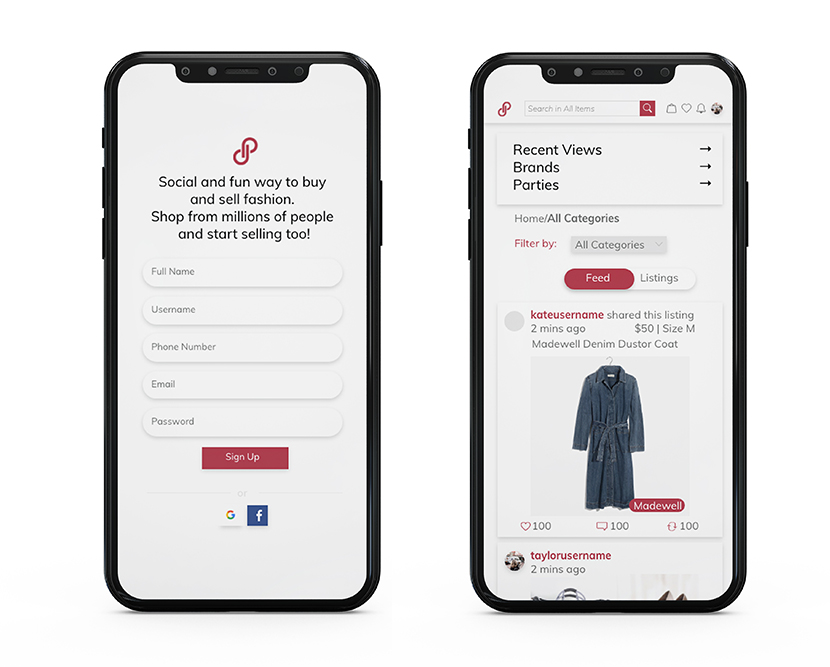 Social and fun way to buy
and sell fashion.
Shop from millions of people
and start selling too!
Full Name
Username
Phone Number
Email
Password
Sign Up
or
G
f
Search in All Items
Recent Views
Brands
Parties
Home/All Categories
Filter by: All Categories
Feed Listings
kateusername shared this listing
2 mins ago $50 | Size M
Madewell Denim Dustor Coat
Madewell
100 100 100
taylorusername
2 mins ago